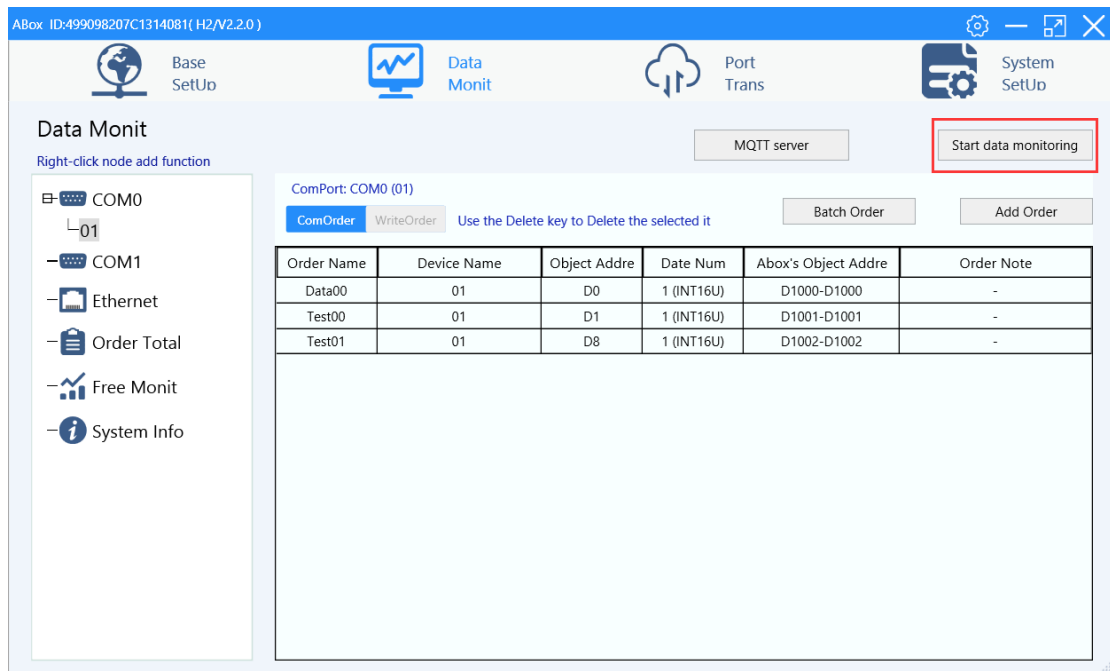 ABox ID:499098207C1314081( H2/V2.2.0 )
Base
SetUp
Data
Monit
Port
Trans
System
SetUp
Data Monit
Right-click node add function
MQTT server
Start data monitoring
COM0
01
COM1
Ethernet
Order Total
Free Monit
System Info
ComPort: COM0 (01)
ComOrder WriteOrder Use the Delete key to Delete the selected it
Batch Order
Add Order
Order Name Device Name Object Addre Date Num Abox's Object Addre Order Note
Data00 01 D0 1 (INT16U) D1000-D1000 -
Test00 01 D1 1 (INT16U) D1001-D1001 -
Test01 01 D8 1 (INT16U) D1002-D1002 -